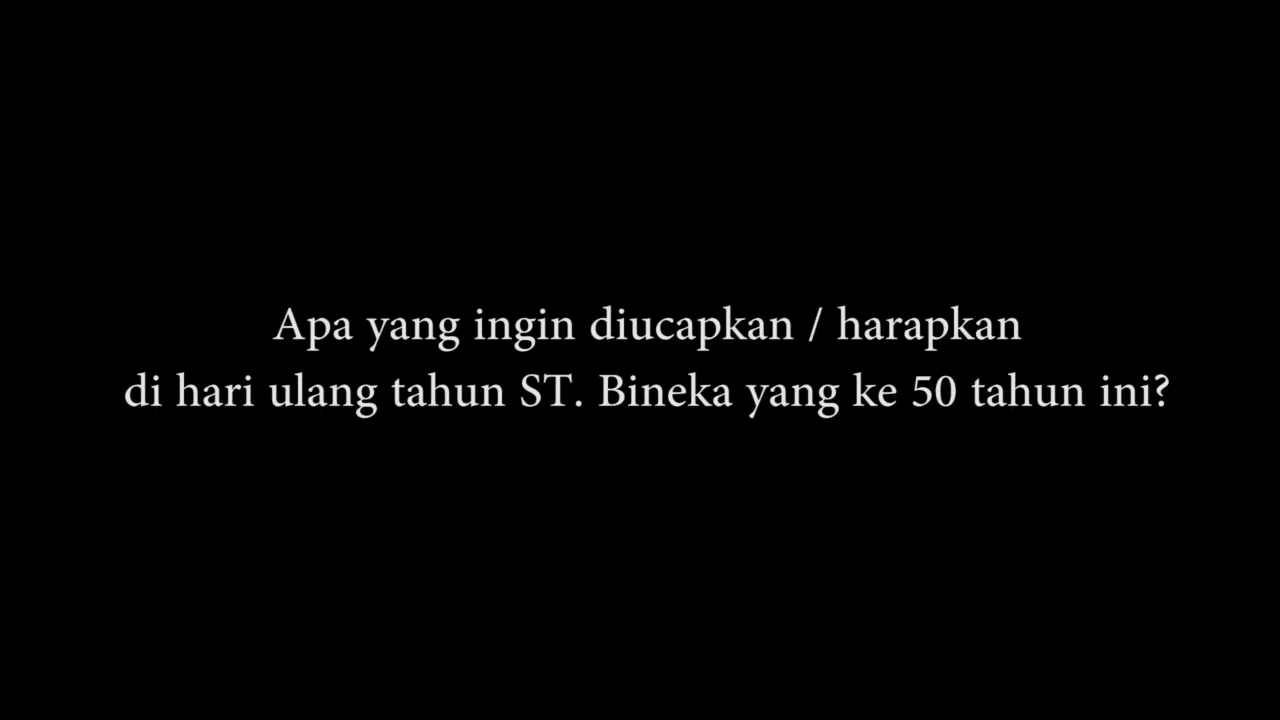 Apa yang ingin diucapkan / harapkan
di hari ulang tahun ST. Bineka yang ke 50 tahun ini?